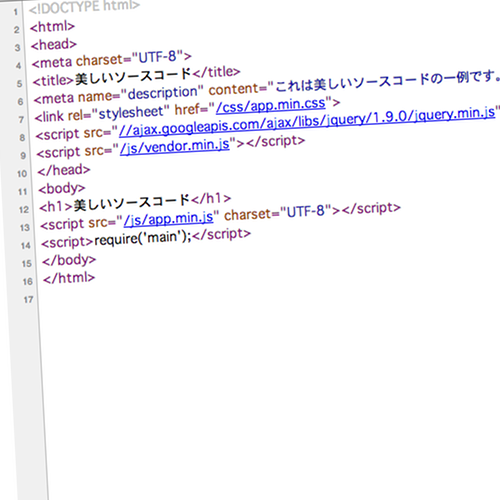 1 <!DOCTYPE html>
2 <html>
3 <head>
4 <meta charset="UTF-8">
5 <title>美しいソースコード</title>
6 <meta name="description" content="これは美しいソースコードの一例です。
7 <link rel="stylesheet" href="/css/app.min.css">
8 <script src="//ajax.googleapis.com/ajax/libs/jquery/1.9.0/jquery.min.js"
9 <script src="/js/vendor.min.js"></script>
10 </head>
11 <body>
12 <h1>美しいソースコード</h1>
13 <script src="/js/app.min.js" charset="UTF-8"></script>
14 <script>require('main');</script>
15 </body>
16 </html>
17